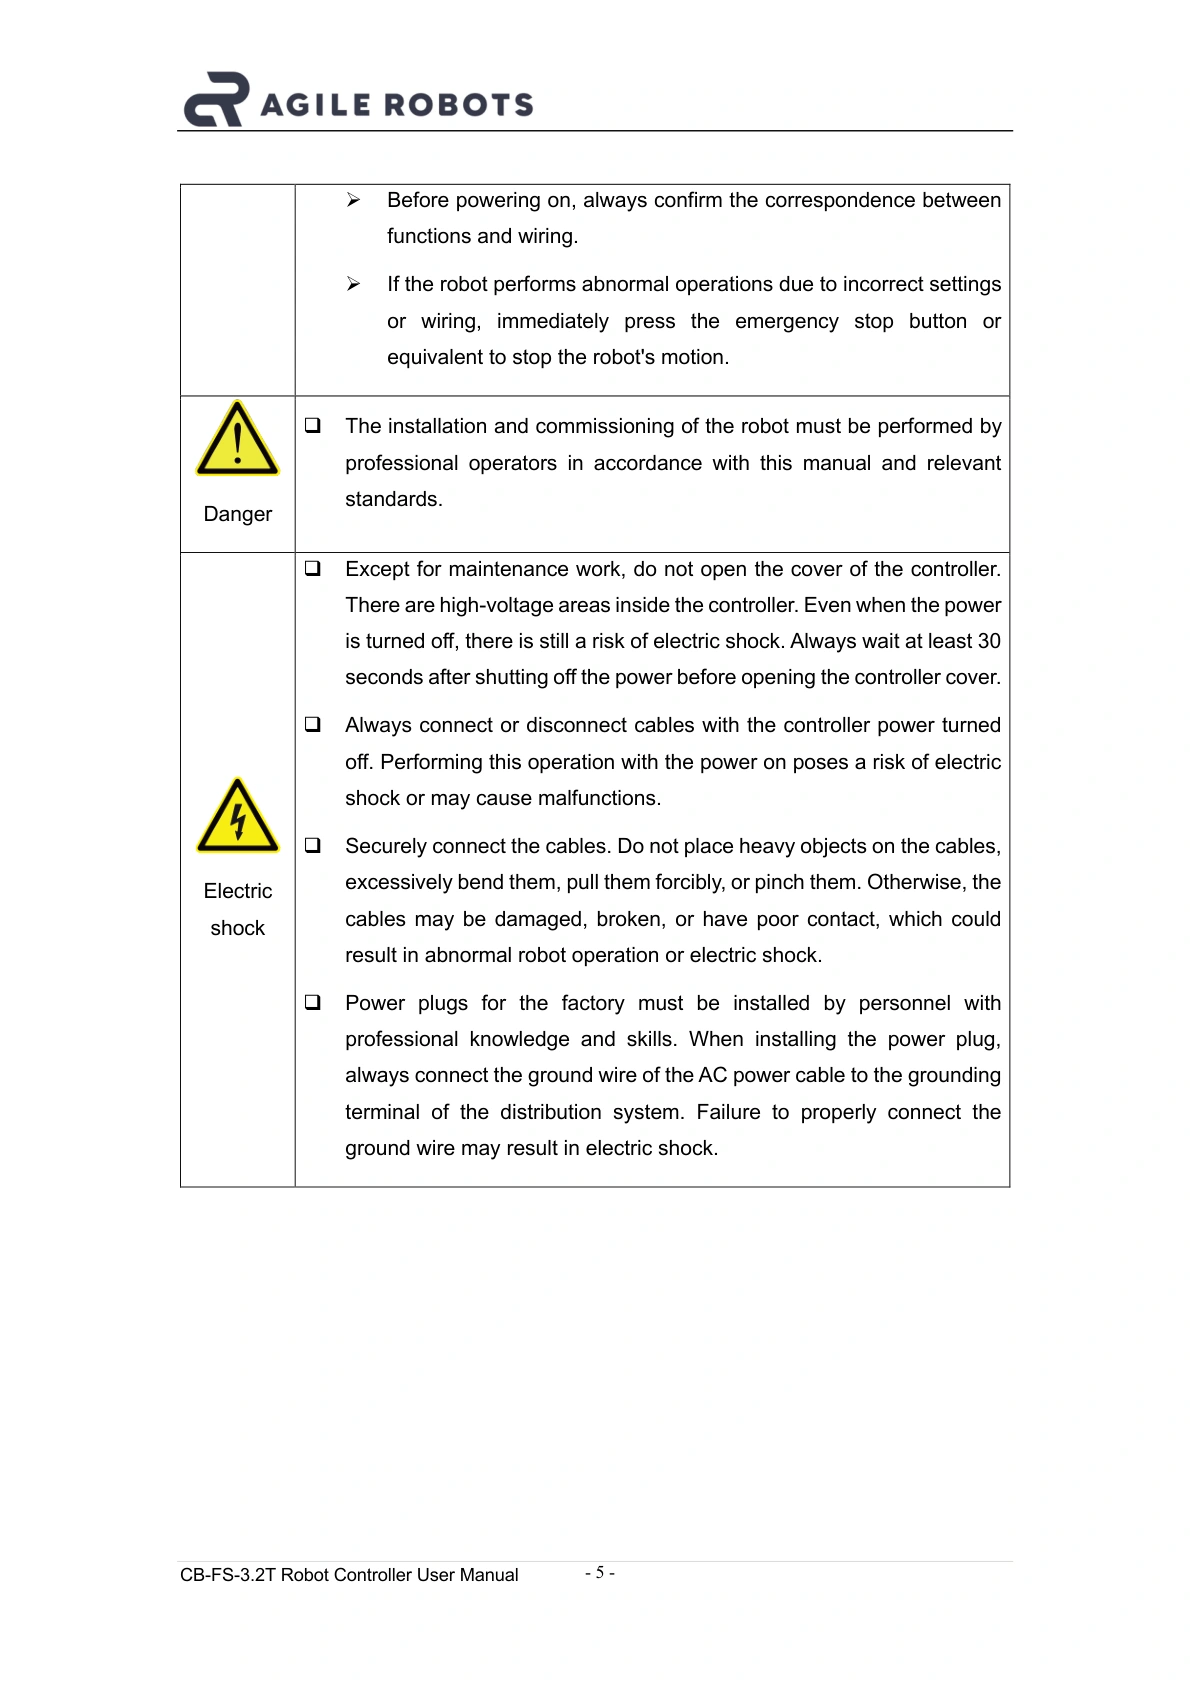 AGILE ROBOTS
Before powering on, always confirm the correspondence between
functions and wiring.
If the robot performs abnormal operations due to incorrect settings
or wiring, immediately press the emergency stop button or
equivalent to stop the robot's motion.
Danger
The installation and commissioning of the robot must be performed by
professional operators in accordance with this manual and relevant
standards.
Electric
shock
Except for maintenance work, do not open the cover of the controller.
There are high-voltage areas inside the controller. Even when the power
is turned off, there is still a risk of electric shock. Always wait at least 30
seconds after shutting off the power before opening the controller cover.
Always connect or disconnect cables with the controller power turned
off. Performing this operation with the power on poses a risk of electric
shock or may cause malfunctions.
Securely connect the cables. Do not place heavy objects on the cables,
excessively bend them, pull them forcibly, or pinch them. Otherwise, the
cables may be damaged, broken, or have poor contact, which could
result in abnormal robot operation or electric shock.
Power plugs for the factory must be installed by personnel with
professional knowledge and skills. When installing the power plug,
always connect the ground wire of the AC power cable to the grounding
terminal of the distribution system. Failure to properly connect the
ground wire may result in electric shock.
CB-FS-3.2T Robot Controller User Manual - 5 -